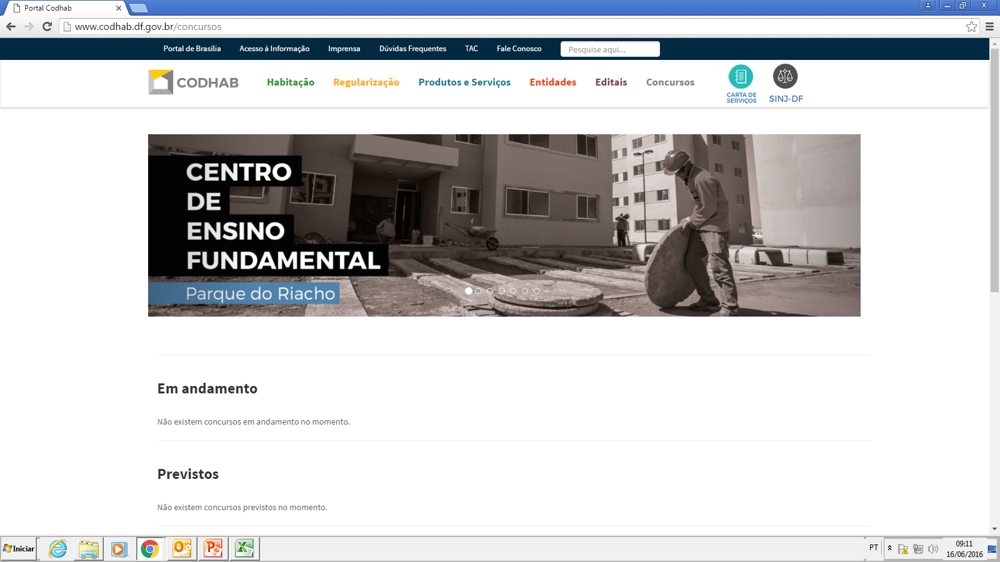 Portal Codhab
www.codhab.df.gov.br/concursos
Portal de Brasília Acesso à Informação Imprensa Dúvidas Frequentes TAC Fale Conosco Pesquise aqui...
CODHAB Habitação Regularização Produtos e Serviços Entidades Editais Concursos
CARTA DE
SERVIÇOS
SINJ-DF
CENTRO
DE
ENSINO
FUNDAMENTAL
Parque do Riacho
Em andamento
Não existem concursos em andamento no momento.
Previstos
Não existem concursos previstos no momento.
Iniciar
PT
09:11
16/06/2016